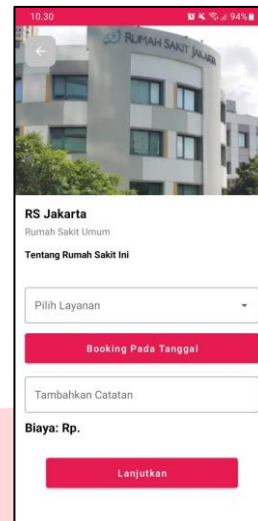 10.30
94%
RUMAH SAKIT JAKARTA
RS Jakarta
Rumah Sakit Umum
Tentang Rumah Sakit Ini
Pilih Layanan
Booking Pada Tanggal
Tambahkan Catatan
Biaya: Rp.
Lanjutkan